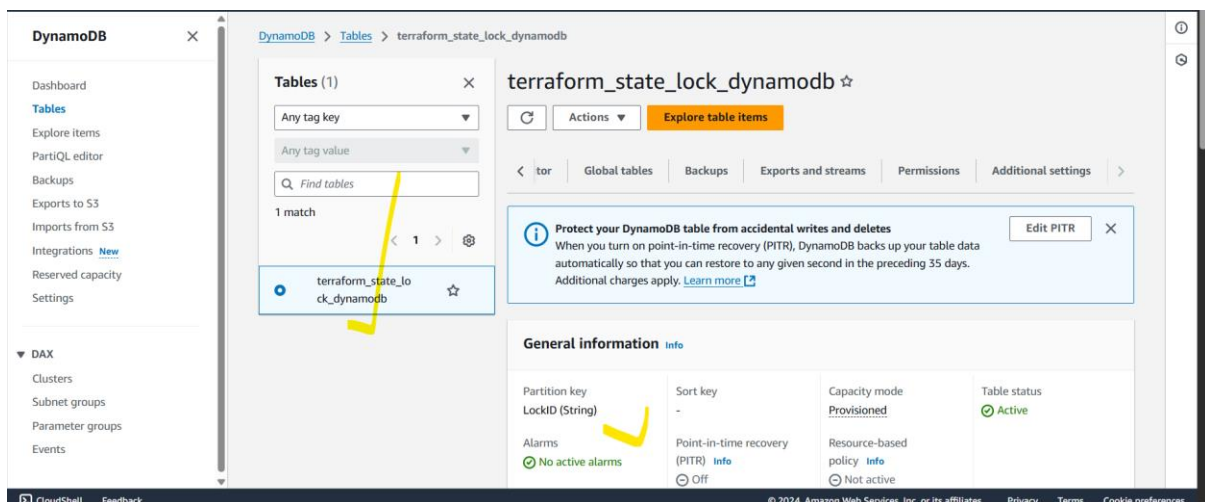 DynamoDB
Dashboard
Tables
Explore items
PartiQL editor
Backups
Exports to S3
Imports from S3
Integrations New
Reserved capacity
Settings
DAX
Clusters
Subnet groups
Parameter groups
Events
DynamoDB > Tables > terraform_state_lock_dynamodb
Tables (1)
Any tag key
Any tag value
Find tables
1 match
1
terraform_state_lo
ck_dynamodb
terraform_state_lock_dynamodb
Actions
Explore table items
tor
Global tables
Backups
Exports and streams
Permissions
Additional settings
Protect your DynamoDB table from accidental writes and deletes
When you turn on point-in-time recovery (PITR), DynamoDB backs up your table data
automatically so that you can restore to any given second in the preceding 35 days.
Additional charges apply. Learn more
Edit PITR
General information Info
Partition key
LockID (String)
Sort key
-
Capacity mode
Provisioned
Table status
Active
Alarms
No active alarms
Point-in-time recovery
(PITR) Info
Off
Resource-based
policy Info
Not active
CloudShell
Feedback
© 2024, Amazon Web Services, Inc. or its affiliates.
Privacy
Terms
Cookie preferences